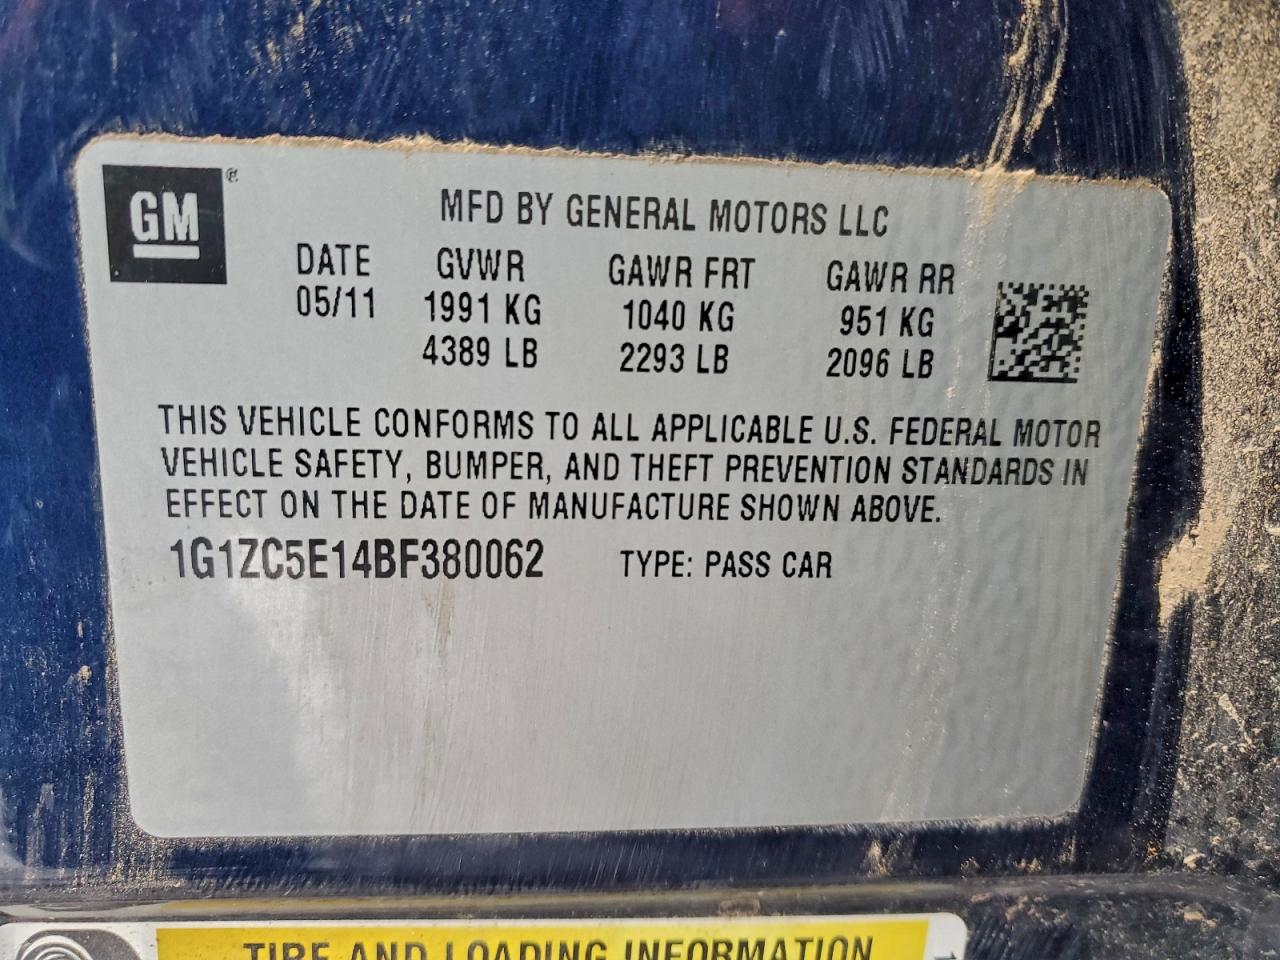 GM ®
MFD BY GENERAL MOTORS LLC
DATE GVWR GAWR FRT GAWR RR
05/11 1991 KG 1040 KG 951 KG
4389 LB 2293 LB 2096 LB
THIS VEHICLE CONFORMS TO ALL APPLICABLE U.S. FEDERAL MOTOR
VEHICLE SAFETY, BUMPER, AND THEFT PREVENTION STANDARDS IN
EFFECT ON THE DATE OF MANUFACTURE SHOWN ABOVE.
1G1ZC5E14BF380062 TYPE: PASS CAR
TIRE AND LOADING INFORMATION